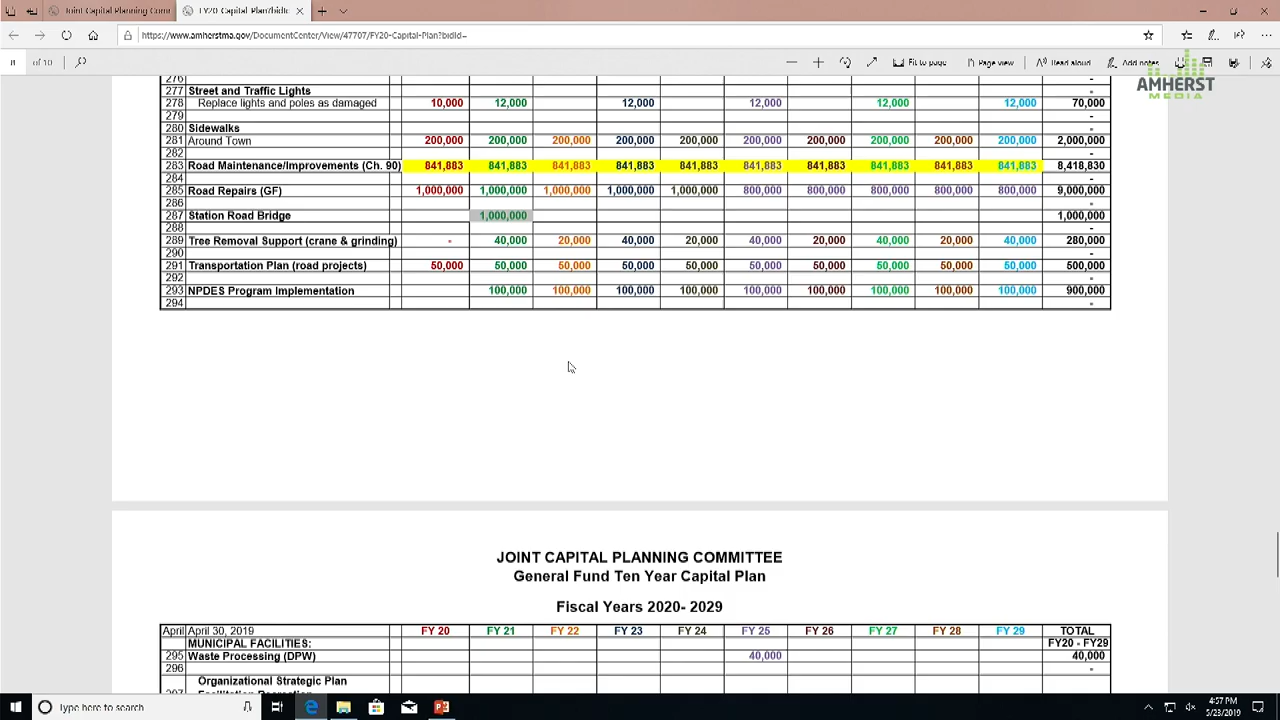 Joint Capital Planning Comm
FY20-Capital-Plan?bidIc
https://www.amherstma.gov/DocumentCenter/View/47707/FY20-Capital-Plan?bidId=
of 10
Fit to page
Page view
Read aloud
Add notes
AMHERST
MEDIA
276 -
277 Street and Traffic Lights -
278 Replace lights and poles as damaged 10,000 12,000 12,000 12,000 12,000 12,000 70,000
279 -
280 Sidewalks -
281 Around Town 200,000 200,000 200,000 200,000 200,000 200,000 200,000 200,000 200,000 200,000 2,000,000
282 -
283 Road Maintenance/Improvements (Ch. 90) 841,883 841,883 841,883 841,883 841,883 841,883 841,883 841,883 841,883 841,883 8,418,830
284 -
285 Road Repairs (GF) 1,000,000 1,000,000 1,000,000 1,000,000 1,000,000 800,000 800,000 800,000 800,000 800,000 9,000,000
286 -
287 Station Road Bridge 1,000,000 1,000,000
288 -
289 Tree Removal Support (crane & grinding) - 40,000 20,000 40,000 20,000 40,000 20,000 40,000 20,000 40,000 280,000
290 -
291 Transportation Plan (road projects) 50,000 50,000 50,000 50,000 50,000 50,000 50,000 50,000 50,000 50,000 500,000
292 -
293 NPDES Program Implementation 100,000 100,000 100,000 100,000 100,000 100,000 100,000 100,000 100,000 900,000
294 -
JOINT CAPITAL PLANNING COMMITTEE
General Fund Ten Year Capital Plan
Fiscal Years 2020- 2029
April April 30, 2019 FY 20 FY 21 FY 22 FY 23 FY 24 FY 25 FY 26 FY 27 FY 28 FY 29 TOTAL
MUNICIPAL FACILITIES: FY20 - FY29
295 Waste Processing (DPW) 40,000 40,000
296 -
Organizational Strategic Plan
Type here to search
4:57 PM
5/23/2019